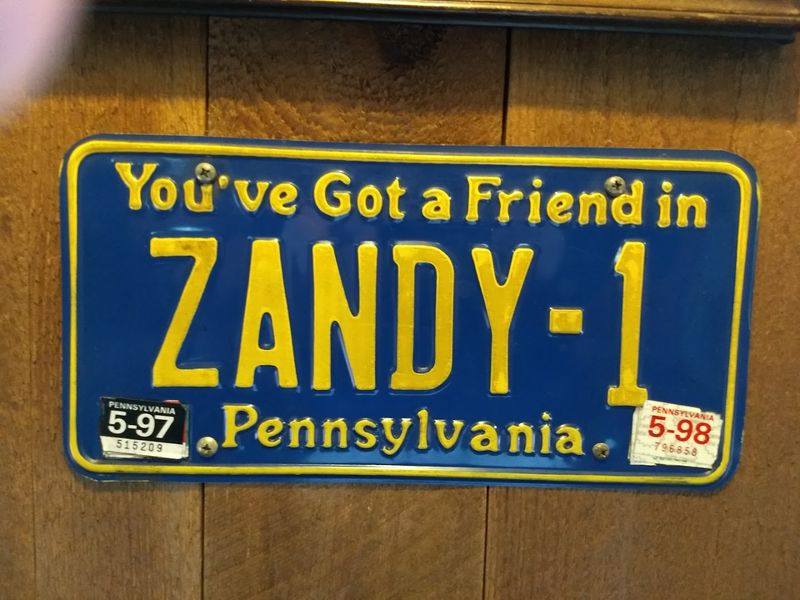 You've Got a Friend in
ZANDY-1
PENNSYLVANIA
5-97
515209
Pennsylvania
PENNSYLVANIA
5-98
796858